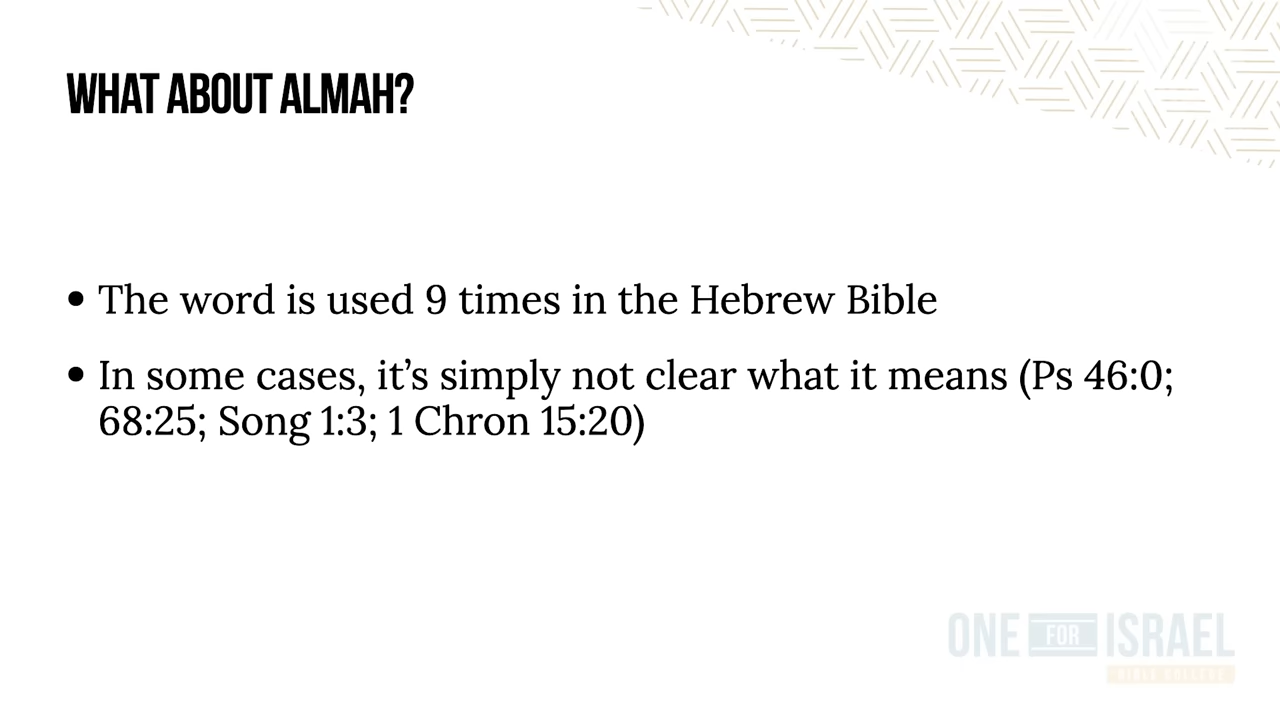 WHAT ABOUT ALMAH?
• The word is used 9 times in the Hebrew Bible
• In some cases, it's simply not clear what it means (Ps 46:0;
68:25; Song 1:3; 1 Chron 15:20)
ONE FOR ISRAEL
BIBLE COLLEGE